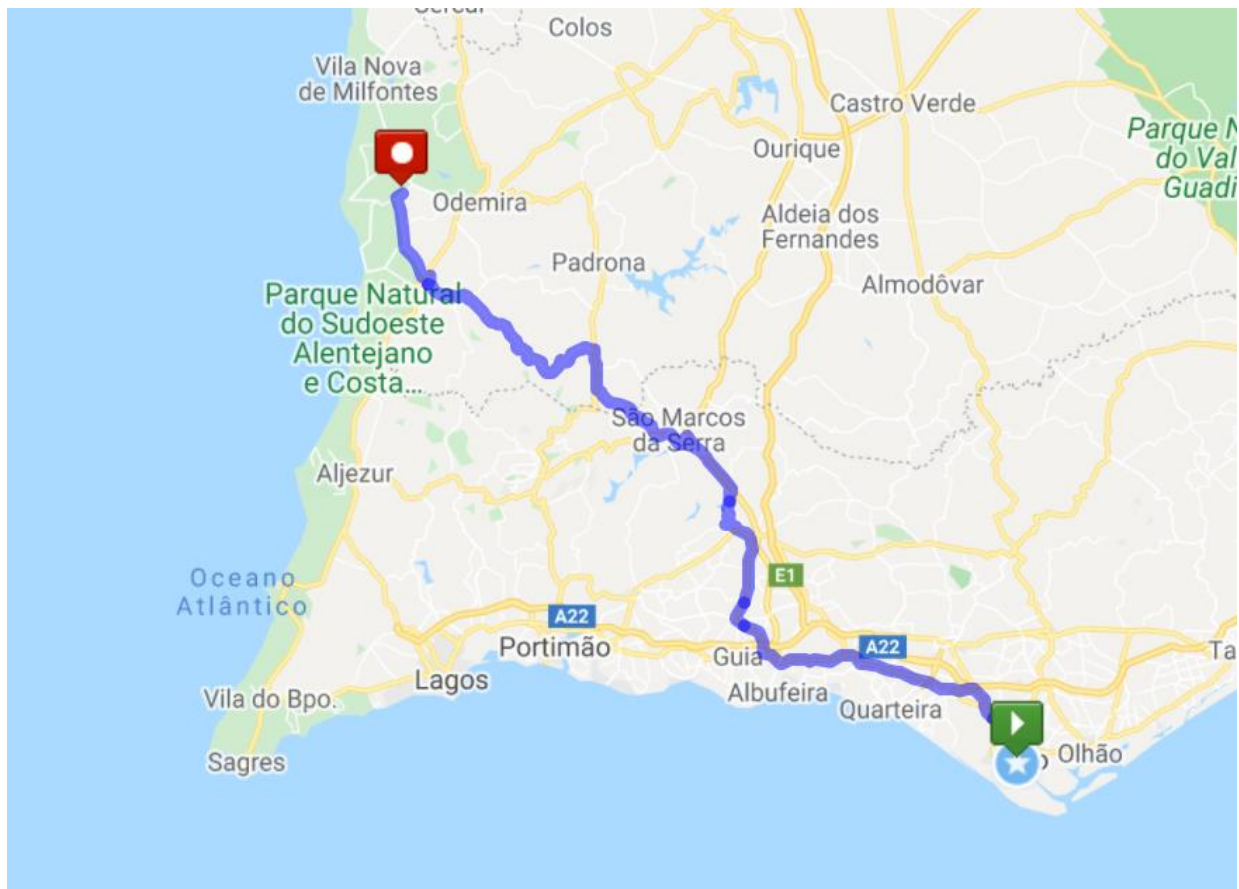 Cercal
Colos
Vila Nova
de Milfontes
Castro Verde
Parque N
do Val
Guadi
Ourique
Odemira
Aldeia dos
Fernandes
Padrona
Almodôvar
Parque Natural
do Sudoeste
Alentejano
e Costa...
São Marcos
da Serra
Aljezur
Oceano
Atlântico
E1
A22
Portimão
Guia
A22
Ta
Lagos
Albufeira
Vila do Bpo.
Quarteira
Sagres
Olhão